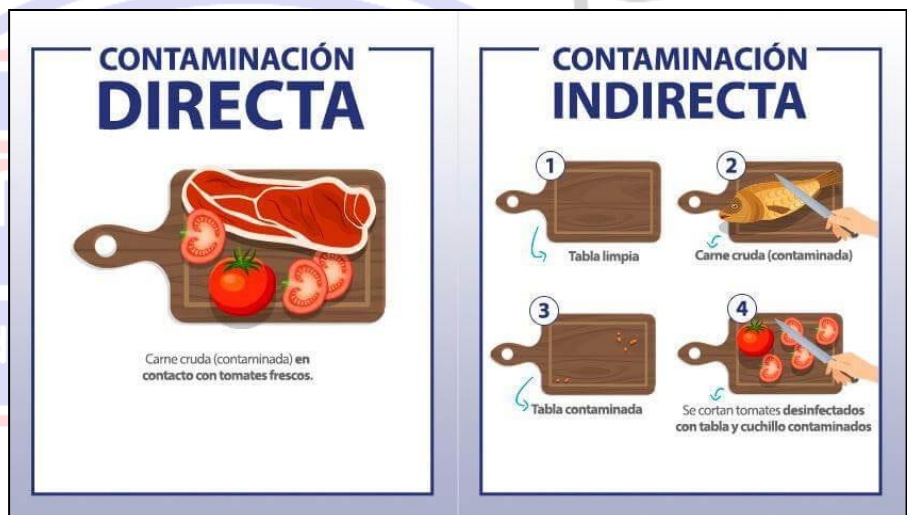 CONTAMINACIÓN
DIRECTA
Carne cruda (contaminada) en
contacto con tomates frescos.
CONTAMINACIÓN
INDIRECTA
1
Tabla limpia
2
Carne cruda (contaminada)
3
Tabla contaminada
4
Se cortan tomates desinfectados
con tabla y cuchillo contaminados